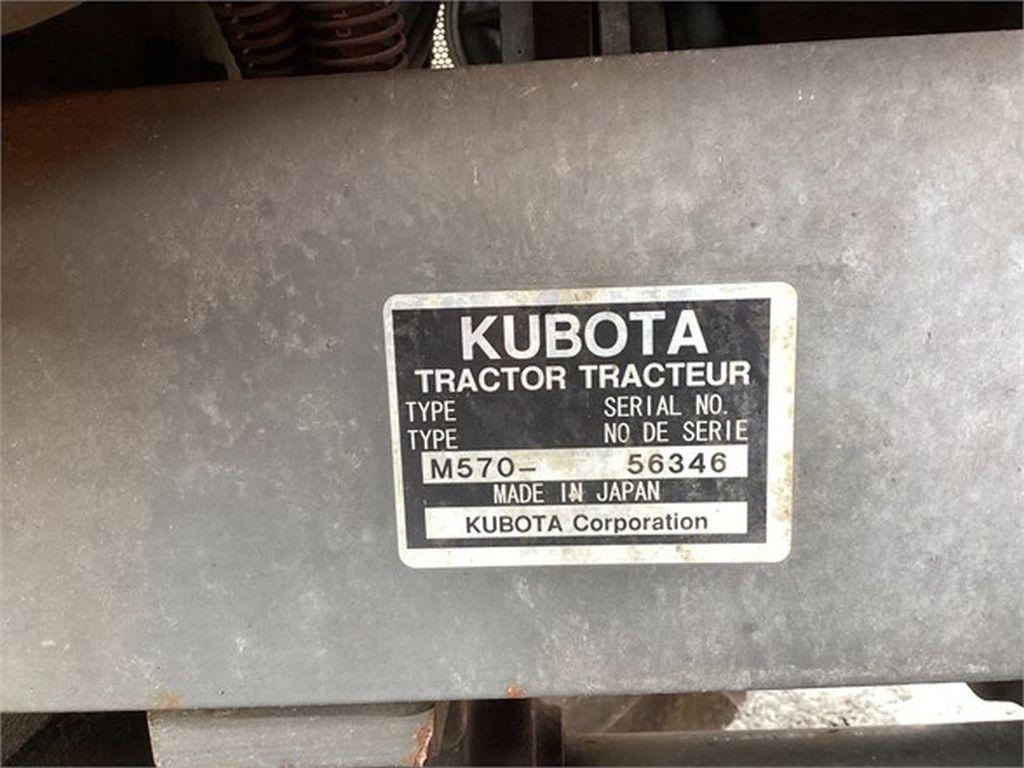 KUBOTA
TRACTOR TRACTEUR
TYPE SERIAL NO.
TYPE NO DE SERIE
M570- 56346
MADE IN JAPAN
KUBOTA Corporation